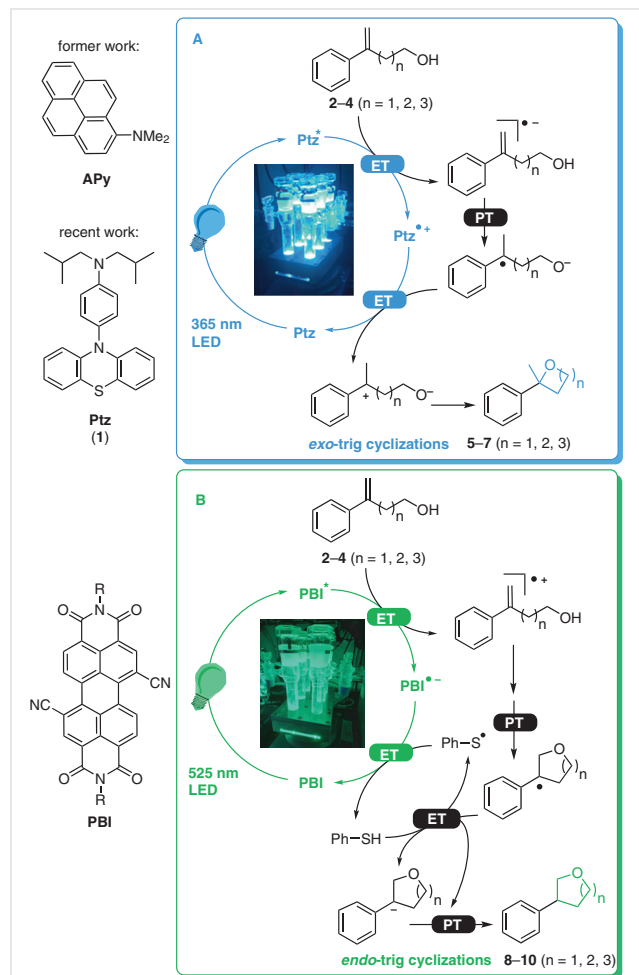 former work:
NMe2
APy
recent work:
N
N
S
Ptz
(1)
A
OH
n
2–4 (n = 1, 2, 3)
Ptz*
ET
• –
OH
n
PT
Ptz•+
O–
n
•
ET
365 nm
LED
Ptz
+
O–
n
O
n
exo-trig cyclizations
5–7 (n = 1, 2, 3)
B
OH
n
2–4 (n = 1, 2, 3)
PBI*
ET
• +
OH
n
R
N
O
O
CN
NC
O
O
N
R
PBI
PBI•–
PT
Ph–S•
ET
525 nm
LED
PBI
O
n
•
Ph–SH
ET
O
n
–
PT
O
n
endo-trig cyclizations
8–10 (n = 1, 2, 3)